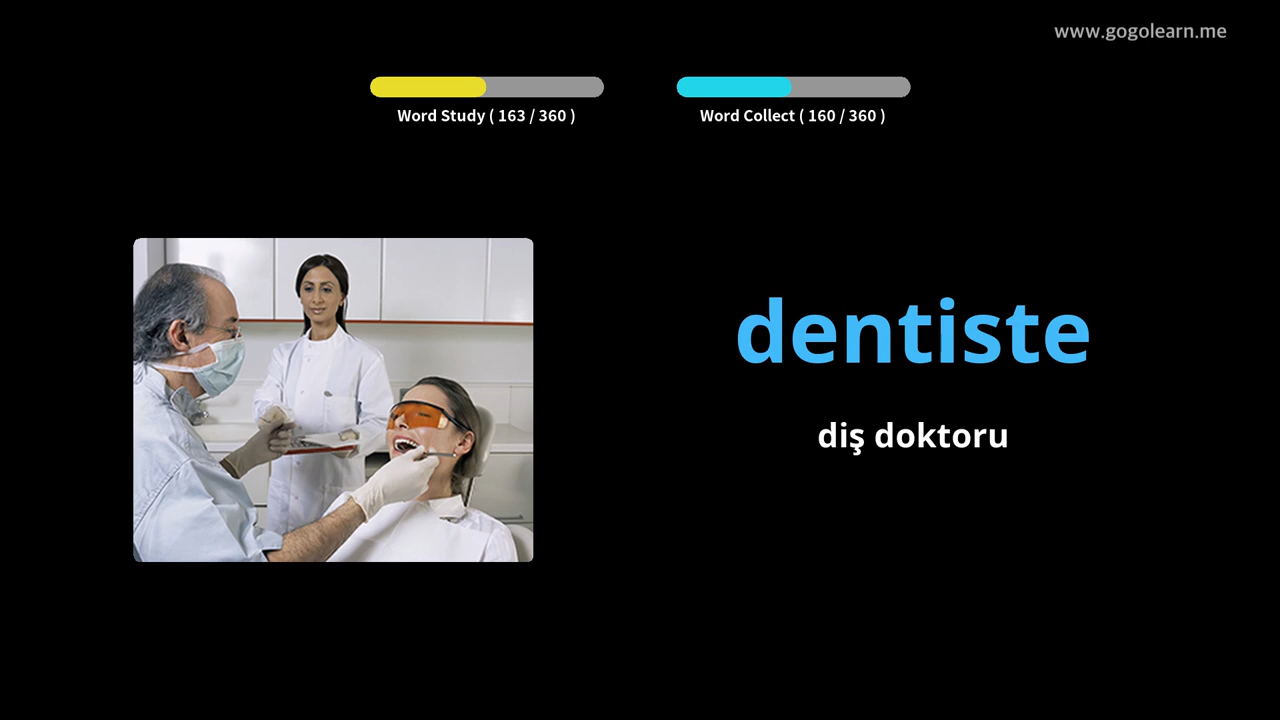 www.gogolearn.me
Word Study ( 163 / 360 )
Word Collect ( 160 / 360 )
dentiste
diş doktoru